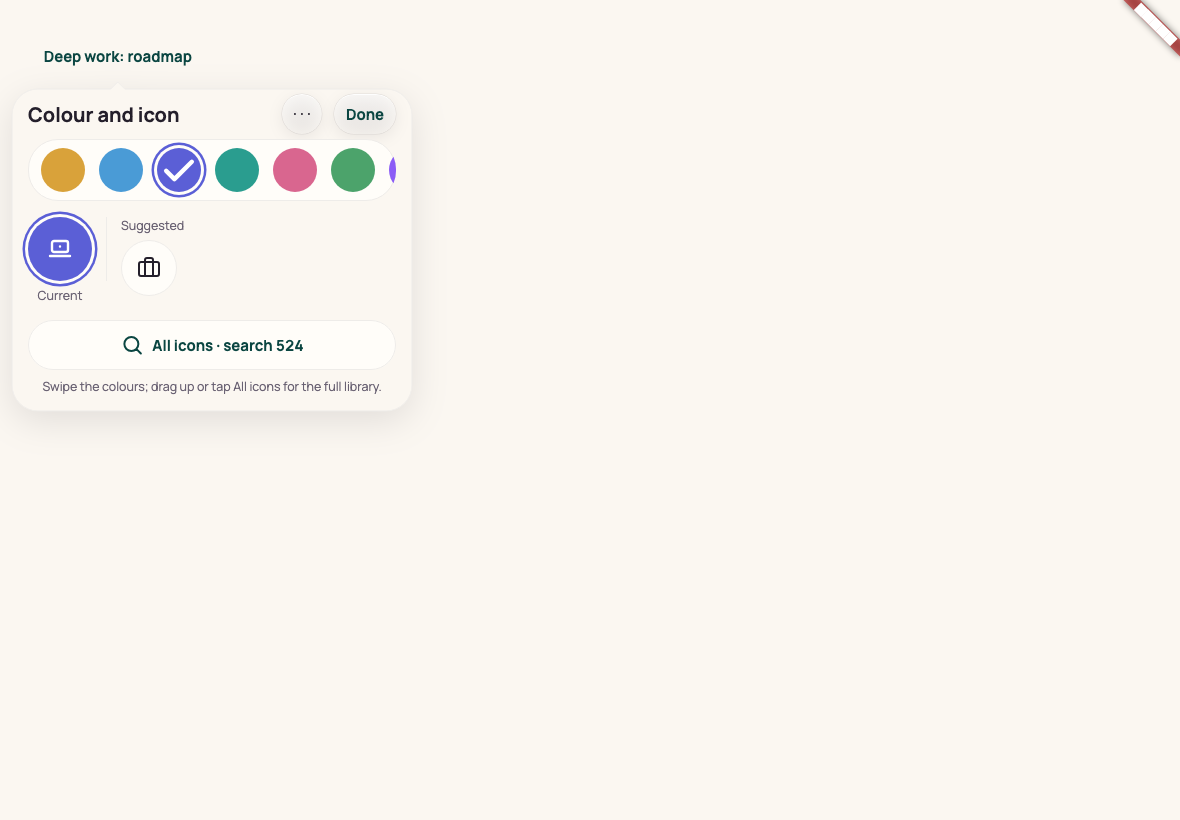 Deep work: roadmap
Colour and icon
Done
Suggested
Current
All icons · search 524
Swipe the colours; drag up or tap All icons for the full library.